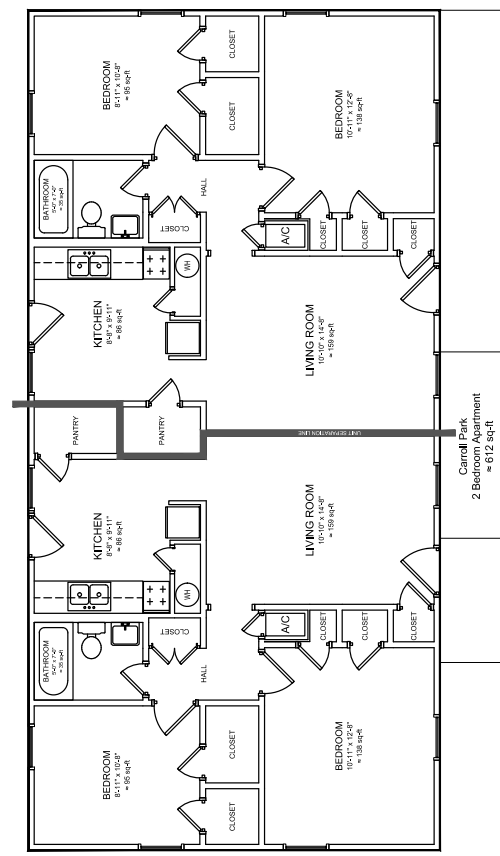 CLOSET
BEDROOM
8'-11" x 10'-8"
≈ 95 sq-ft
CLOSET
BEDROOM
10'-11" x 12'-8"
≈ 138 sq-ft
BATHROOM
5'-0" x 7'-0"
≈ 35 sq-ft
HALL
CLOSET
A/C
CLOSET
CLOSET
CLOSET
WH
KITCHEN
8'-8" x 9'-11"
≈ 86 sq-ft
LIVING ROOM
10'-10" x 14'-8"
≈ 159 sq-ft
PANTRY
PANTRY
UNIT SEPARATION LINE
Carroll Park
2 Bedroom Apartment
≈ 612 sq-ft
KITCHEN
8'-8" x 9'-11"
≈ 86 sq-ft
LIVING ROOM
10'-10" x 14'-8"
≈ 159 sq-ft
WH
CLOSET
A/C
CLOSET
CLOSET
CLOSET
BATHROOM
5'-0" x 7'-0"
≈ 35 sq-ft
HALL
BEDROOM
8'-11" x 10'-8"
≈ 95 sq-ft
CLOSET
CLOSET
BEDROOM
10'-11" x 12'-8"
≈ 138 sq-ft